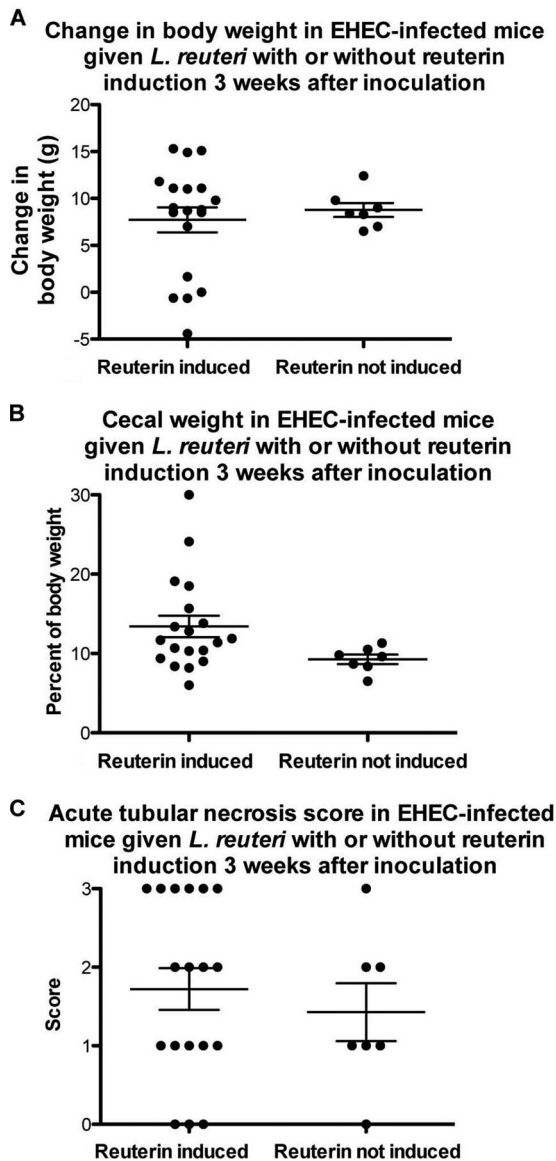 A
Change in body weight in EHEC-infected mice
given L. reuteri with or without reuterin
induction 3 weeks after inoculation
20
15
10
5
0
-5
Change in
body weight (g)
Reuterin induced
Reuterin not induced
B
Cecal weight in EHEC-infected mice
given L. reuteri with or without reuterin
induction 3 weeks after inoculation
30
20
10
0
Percent of body weight
Reuterin induced
Reuterin not induced
C
Acute tubular necrosis score in EHEC-infected
mice given L. reuteri with or without reuterin
induction 3 weeks after inoculation
3
2
1
0
Score
Reuterin induced
Reuterin not induced